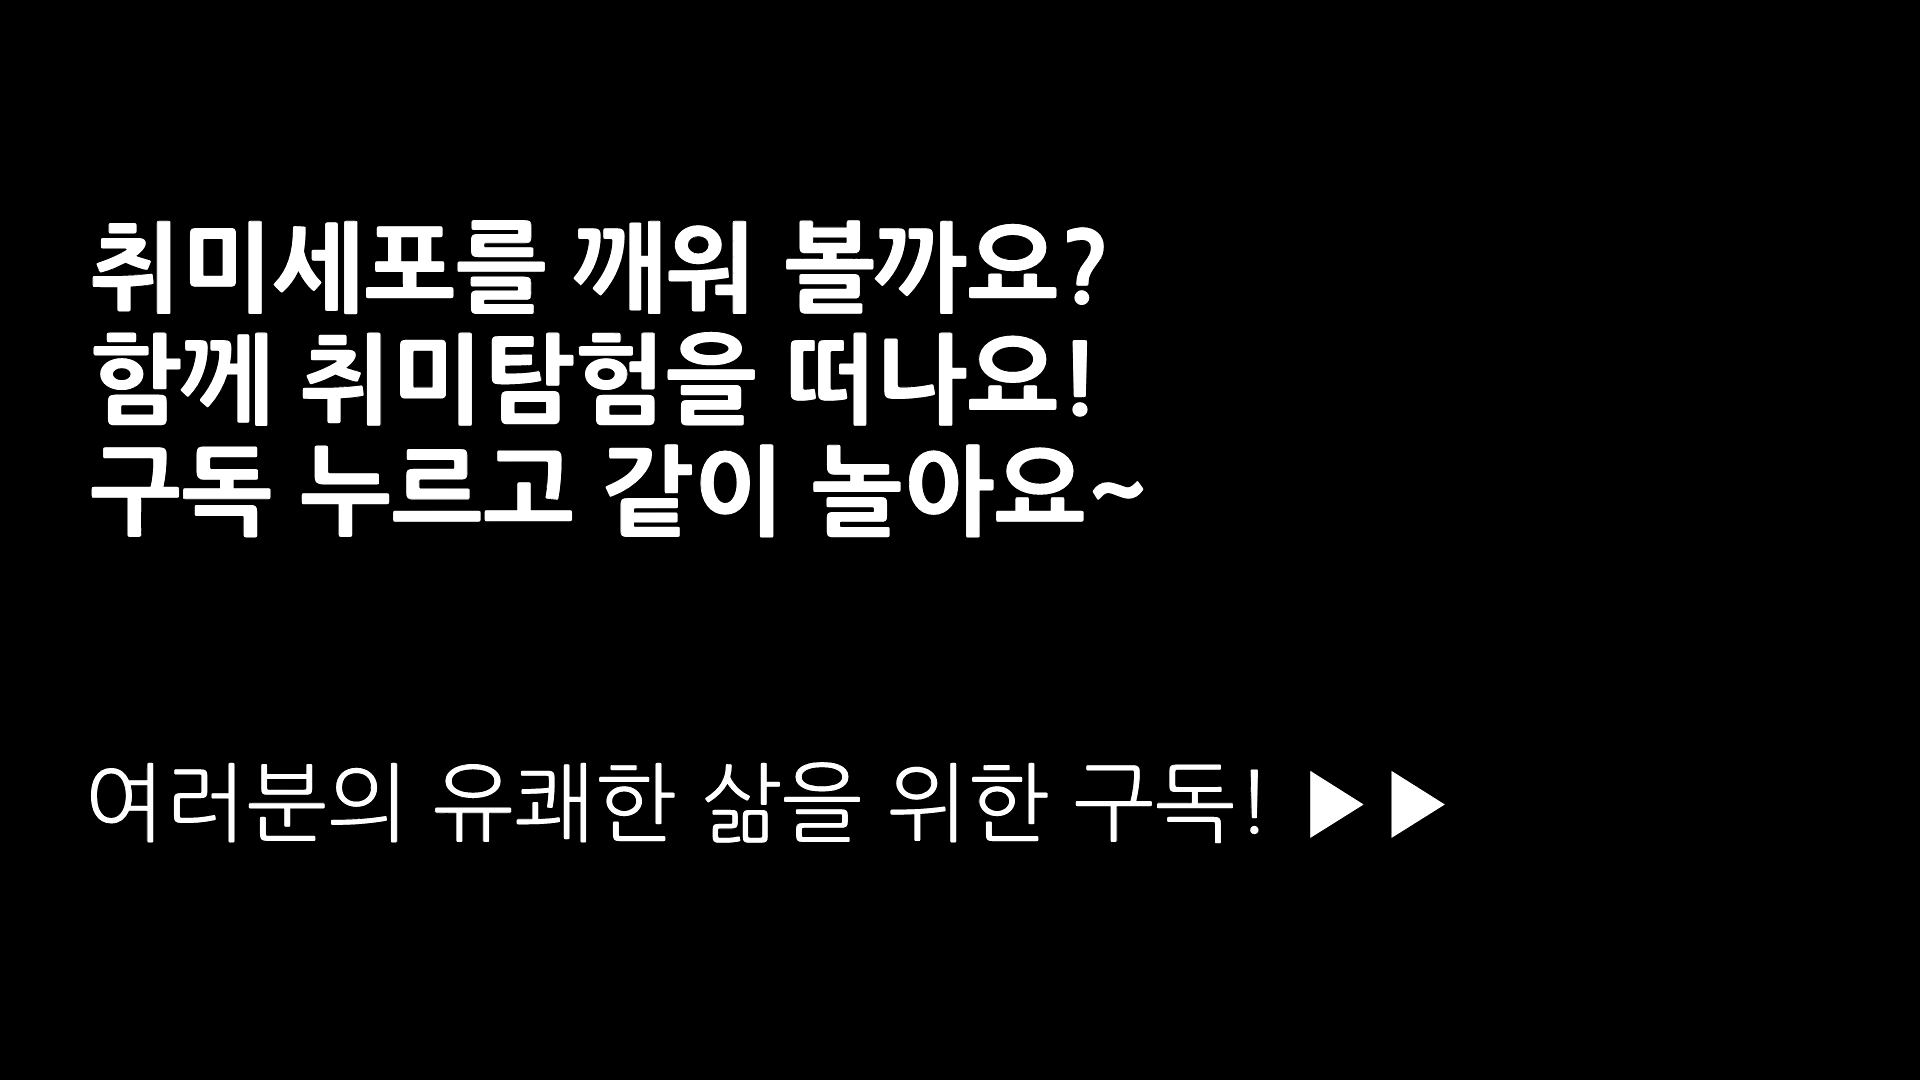 취미세포를 깨워 볼까요?
함께 취미탐험을 떠나요!
구독 누르고 같이 놀아요~
여러분의 유쾌한 삶을 위한 구독! ▶▶